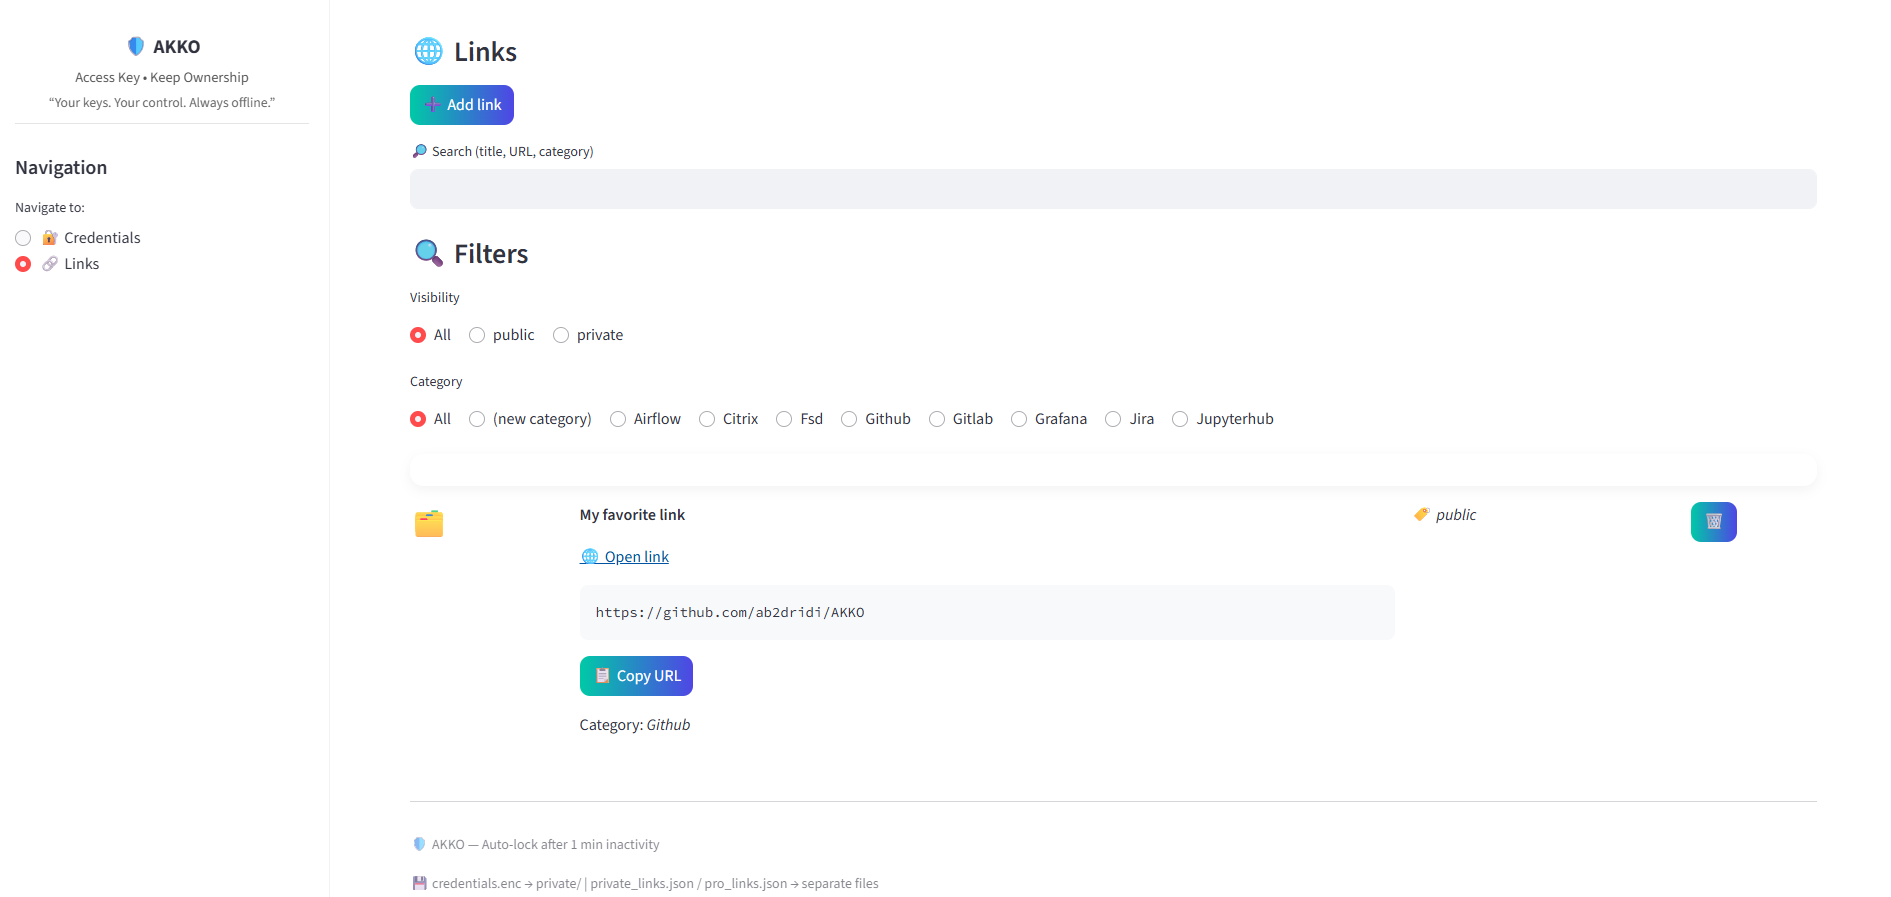 AKKO
Access Key • Keep Ownership
“Your keys. Your control. Always offline.”
Navigation
Navigate to:
Credentials
Links
Links
Add link
Search (title, URL, category)
Filters
Visibility
All public private
Category
All (new category) Airflow Citrix Fsd Github Gitlab Grafana Jira Jupyterhub
My favorite link public
Open link
https://github.com/ab2dridi/AKKO
Copy URL
Category: Github
AKKO — Auto-lock after 1 min inactivity
credentials.enc → private/ | private_links.json / pro_links.json → separate files